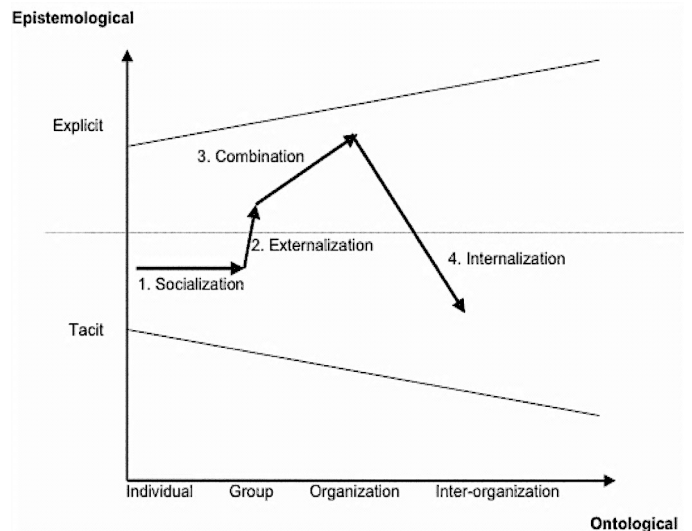 Epistemological
Explicit
3. Combination
2. Externalization
4. Internalization
1. Socialization
Tacit
Individual Group Organization Inter-organization
Ontological